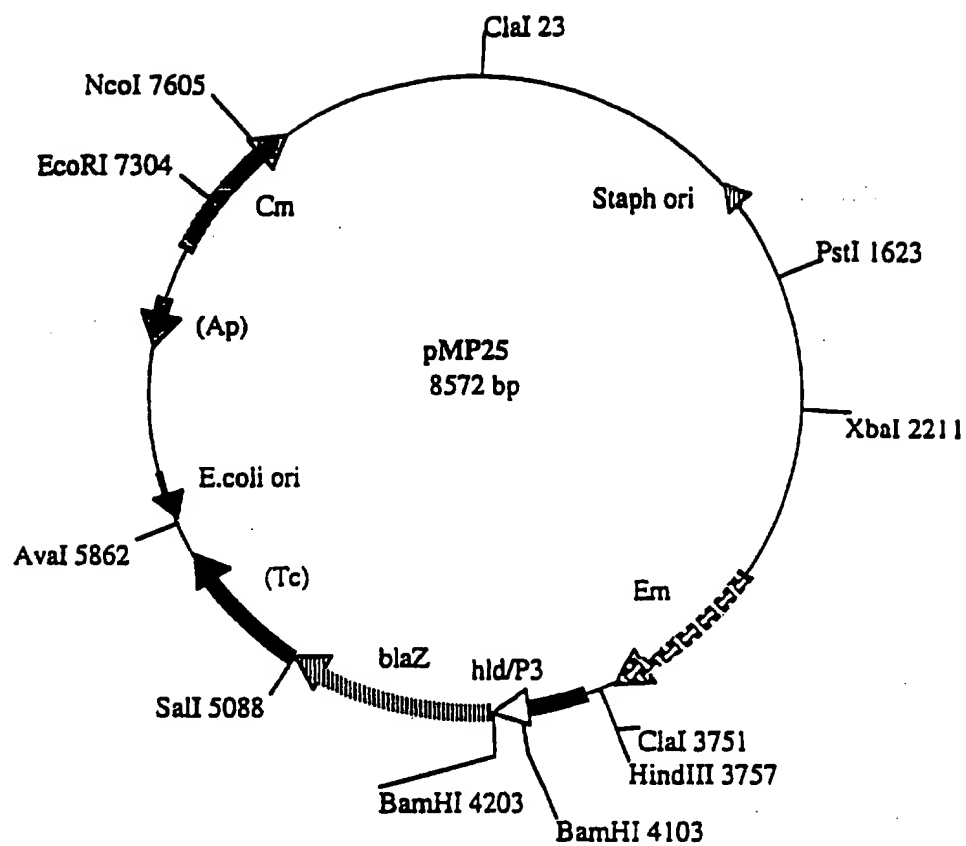 ClaI 23
NcoI 7605
EcoRI 7304
Cm
Staph ori
PstI 1623
(Ap)
pMP25
8572 bp
XbaI 2211
E.coli ori
AvaI 5862
(Tc)
Em
blaZ
hld/P3
SalI 5088
ClaI 3751
HindIII 3757
BamHI 4203
BamHI 4103